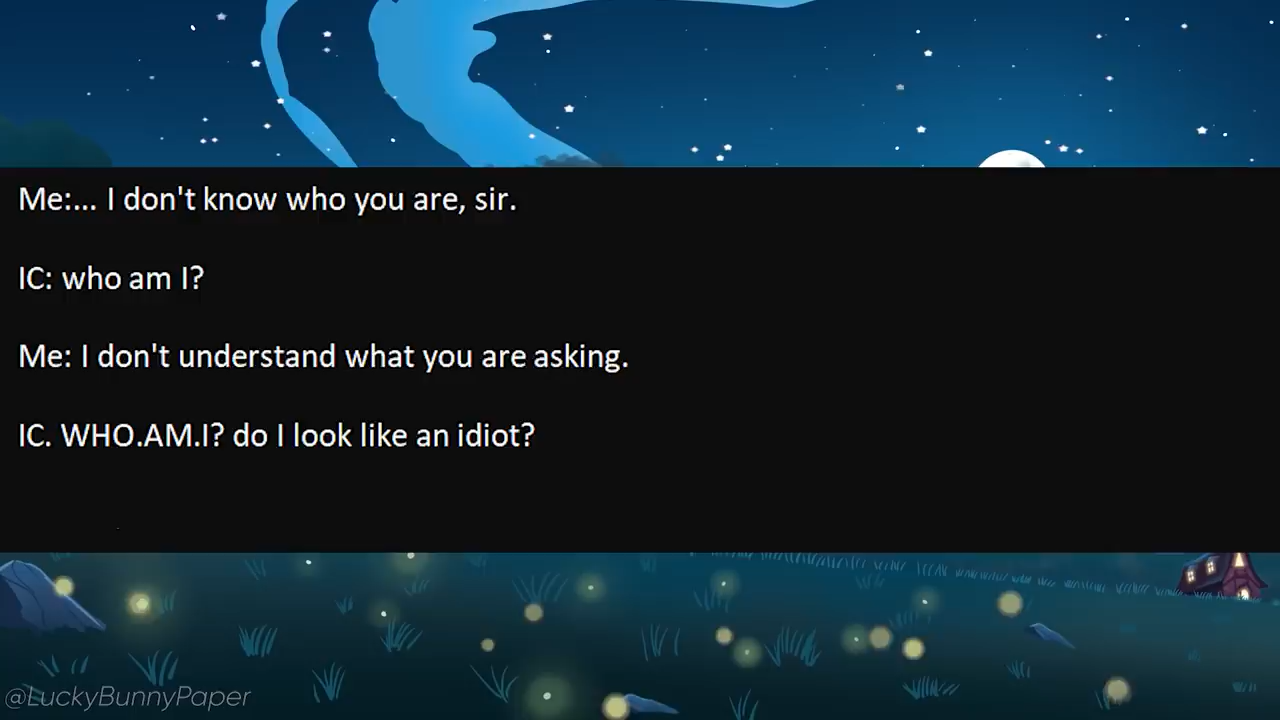 Me:... I don't know who you are, sir.
IC: who am I?
Me: I don't understand what you are asking.
IC. WHO.AM.I? do I look like an idiot?
@LuckyBunnyPaper